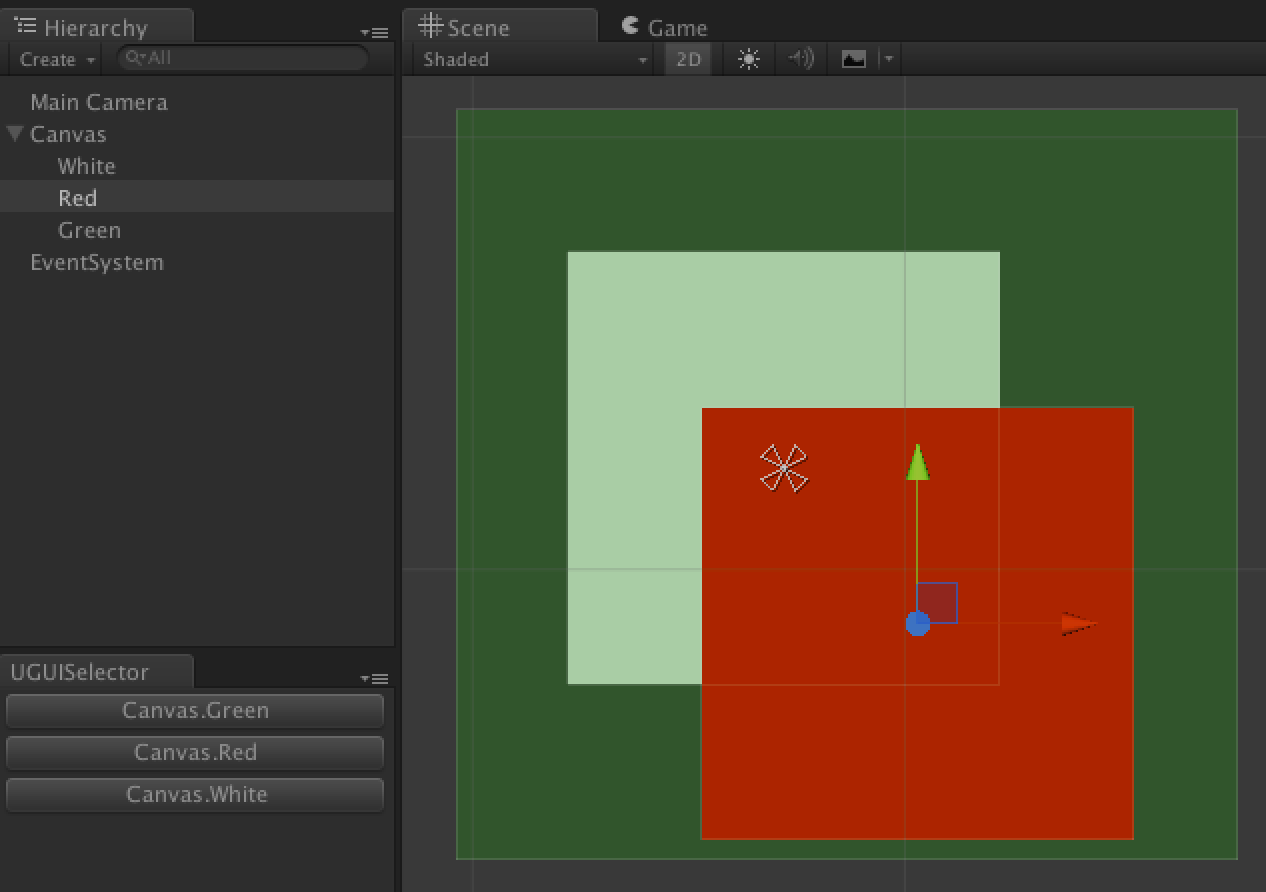 Hierarchy
Create
All
Main Camera
Canvas
White
Red
Green
EventSystem
UGUISelector
Canvas.Green
Canvas.Red
Canvas.White
Scene
Game
Shaded
2D